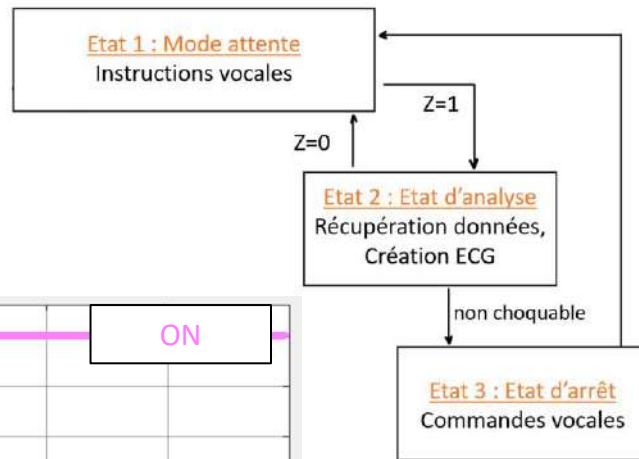 Etat 1 : Mode attente
Instructions vocales
Z=1
Z=0
Etat 2 : Etat d'analyse
Récupération données,
Création ECG
non choquable
ON
Etat 3 : Etat d'arrêt
Commandes vocales